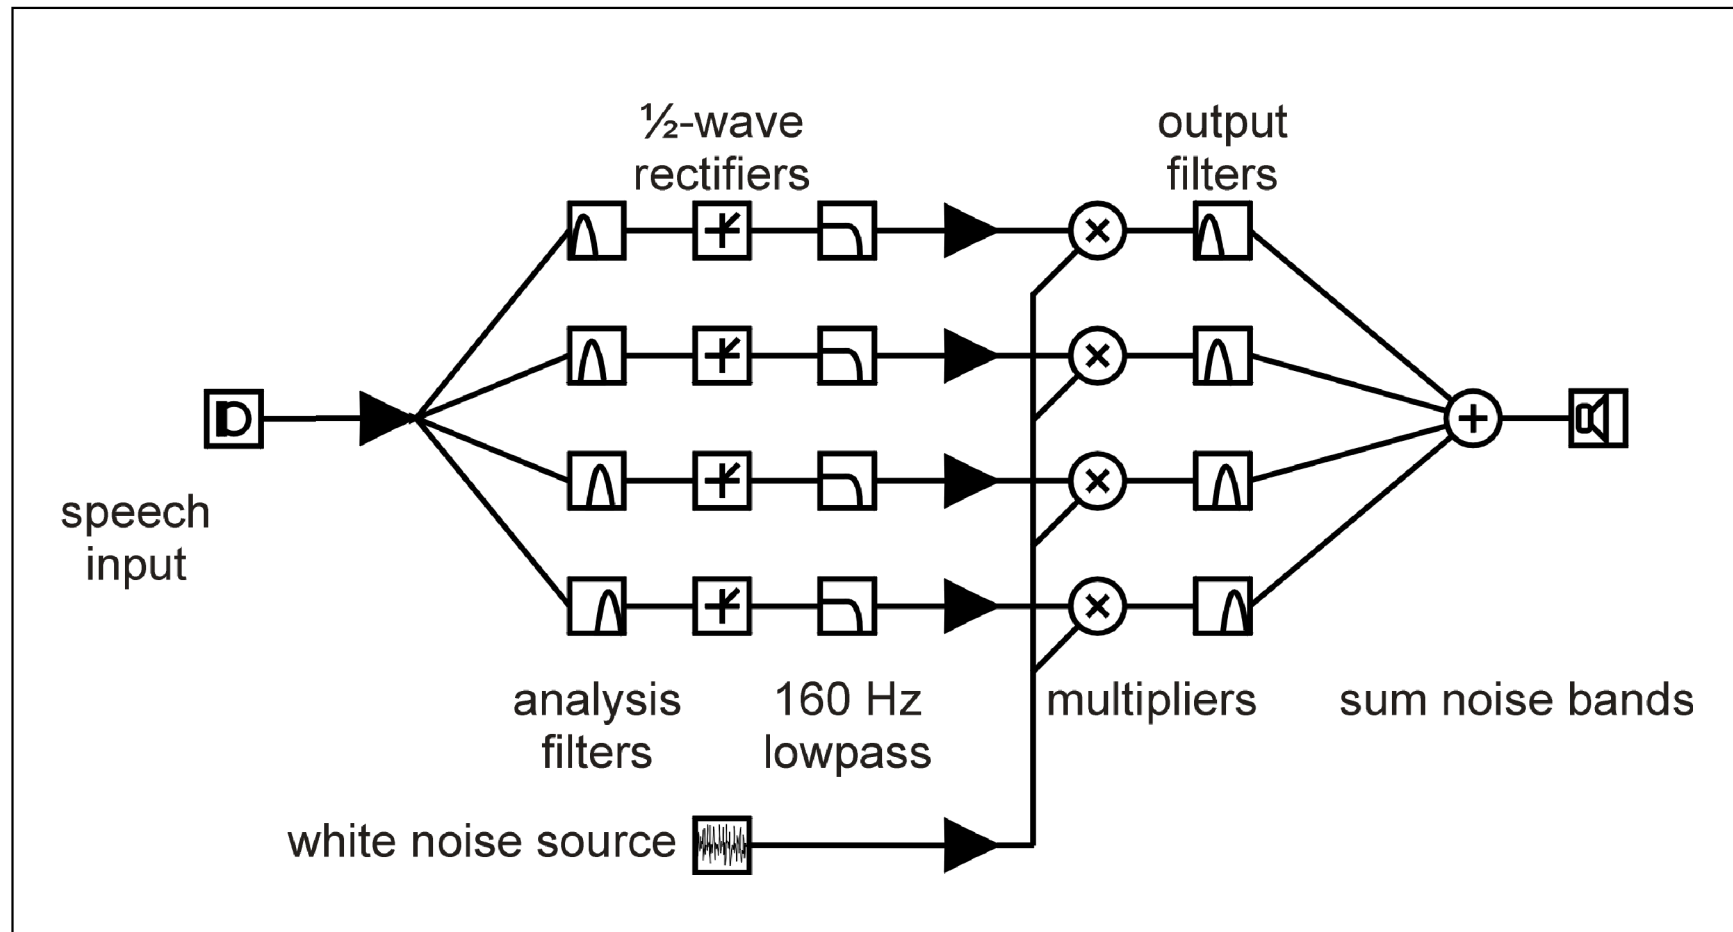 ½-wave
rectifiers
output
filters
speech
input
analysis
filters
160 Hz
lowpass
multipliers
sum noise bands
white noise source